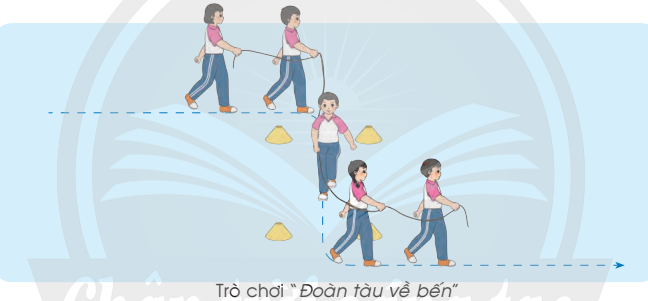 Trò chơi “Đoàn tàu về bến”